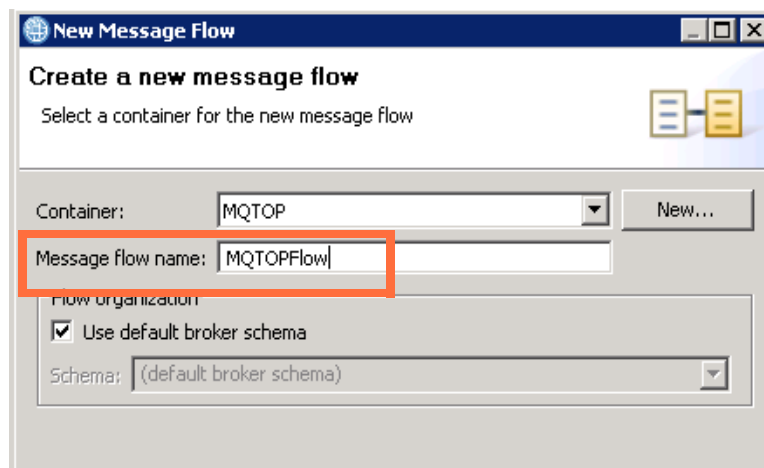 New Message Flow
Create a new message flow
Select a container for the new message flow
Container: MQTOP New...
Message flow name: MQTOPFlow
Flow organization
Use default broker schema
Schema: (default broker schema)